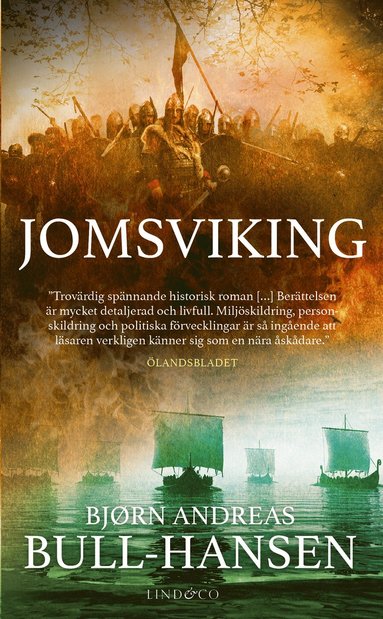 JOMSVIKING
"Trovärdig spännande historisk roman [...] Berättelsen
är mycket detaljerad och livfull. Miljöskildring, person-
skildring och politiska förvecklingar är så ingående att
läsaren verkligen känner sig som en nära åskådare."
ÖLANDSBLADET
BJØRN ANDREAS
BULL-HANSEN
LIND&CO